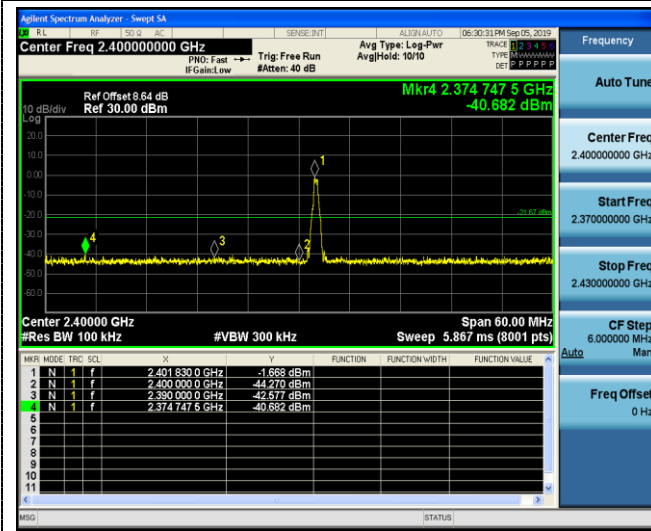 Agilent Spectrum Analyzer - Swept SA
RL RF 50 Ω AC SENSE:INT ALIGN AUTO 06:30:31 PM Sep 05, 2019
Center Freq 2.400000000 GHz
PNO: Fast
IFGain:Low
Trig: Free Run
#Atten: 40 dB
Avg Type: Log-Pwr
Avg|Hold: 10/10
TRACE 1 2 3 4 5 6
TYPE M
DET P P P P P P
Frequency
Ref Offset 8.64 dB
Ref 30.00 dBm
10 dB/div
Log
Mkr4 2.374 747 5 GHz
-40.682 dBm
20.0
10.0
0.00
-10.0
-20.0
-30.0
-40.0
-50.0
-60.0
1
-21.67 dBm
4
3
2
Center 2.40000 GHz
Span 60.00 MHz
#Res BW 100 kHz
#VBW 300 kHz
Sweep 5.867 ms (8001 pts)
MKR MODE TRC SCL X Y FUNCTION FUNCTION WIDTH FUNCTION VALUE
1 N 1 f 2.401 830 0 GHz -1.668 dBm
2 N 1 f 2.400 000 0 GHz -44.270 dBm
3 N 1 f 2.390 000 0 GHz -42.577 dBm
4 N 1 f 2.374 747 5 GHz -40.682 dBm
5
6
7
8
9
10
11
MSG
STATUS
Auto Tune
Center Freq
2.400000000 GHz
Start Freq
2.370000000 GHz
Stop Freq
2.430000000 GHz
CF Step
6.000000 MHz
Auto Man
Freq Offset
0 Hz